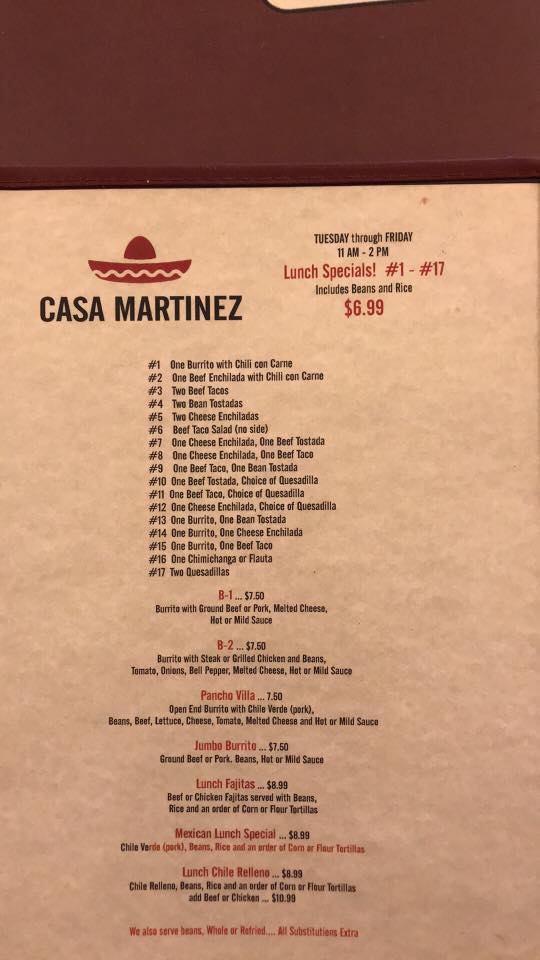 TUESDAY through FRIDAY
11 AM - 2 PM
Lunch Specials! #1 - #17
Includes Beans and Rice
$6.99
CASA MARTINEZ
#1 One Burrito with Chili con Carne
#2 One Beef Enchilada with Chili con Carne
#3 Two Beef Tacos
#4 Two Bean Tostadas
#5 Two Cheese Enchiladas
#6 Beef Taco Salad (no side)
#7 One Cheese Enchilada, One Beef Tostada
#8 One Cheese Enchilada, One Beef Taco
#9 One Beef Taco, One Bean Tostada
#10 One Beef Tostada, Choice of Quesadilla
#11 One Beef Taco, Choice of Quesadilla
#12 One Cheese Enchilada, Choice of Quesadilla
#13 One Burrito, One Bean Tostada
#14 One Burrito, One Cheese Enchilada
#15 One Burrito, One Beef Taco
#16 One Chimichanga or Flauta
#17 Two Quesadillas
B-1 ... $7.50
Burrito with Ground Beef or Pork, Melted Cheese,
Hot or Mild Sauce
B-2 ... $7.50
Burrito with Steak or Grilled Chicken and Beans,
Tomato, Onions, Bell Pepper, Melted Cheese, Hot or Mild Sauce
Pancho Villa ... 7.50
Open End Burrito with Chile Verde (pork),
Beans, Beef, Lettuce, Cheese, Tomato, Melted Cheese and Hot or Mild Sauce
Jumbo Burrito ... $7.50
Ground Beef or Pork. Beans, Hot or Mild Sauce
Lunch Fajitas ... $8.99
Beef or Chicken Fajitas served with Beans,
Rice and an order of Corn or Flour Tortillas
Mexican Lunch Special ... $8.99
Chile Verde (pork), Beans, Rice and an order of Corn or Flour Tortillas
Lunch Chile Relleno ... $8.99
Chile Relleno, Beans, Rice and an order of Corn or Flour Tortillas
add Beef or Chicken ... $10.99
We also serve beans, Whole or Refried.... All Substitutions Extra